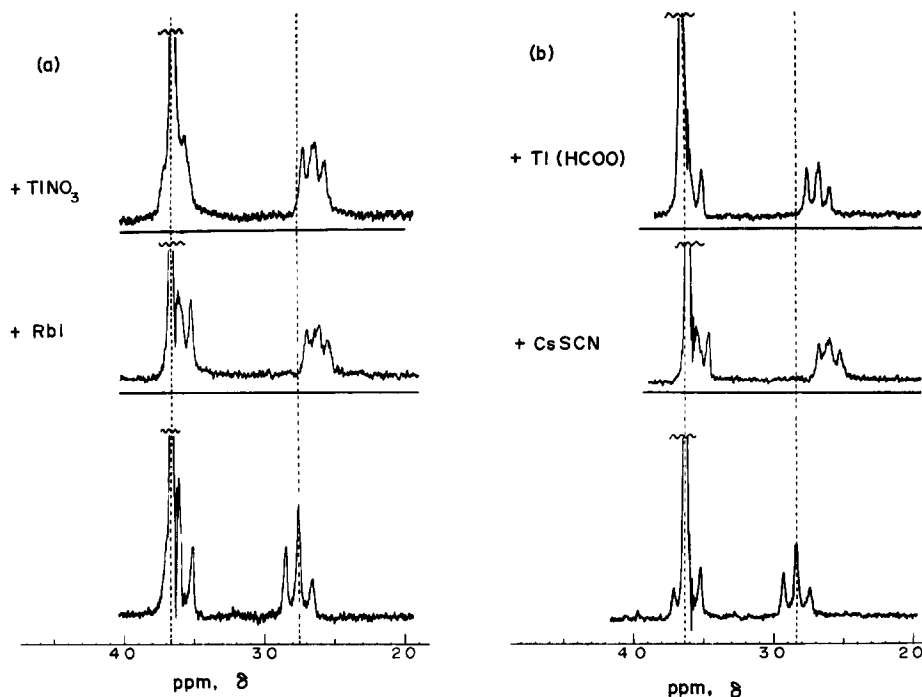 (a)
+ TlNO3
+ RbI
4 0
3 0
2 0
ppm, δ
(b)
+ Tl (HCOO)
+ CsSCN
4 0
3 0
2 0
ppm, δ